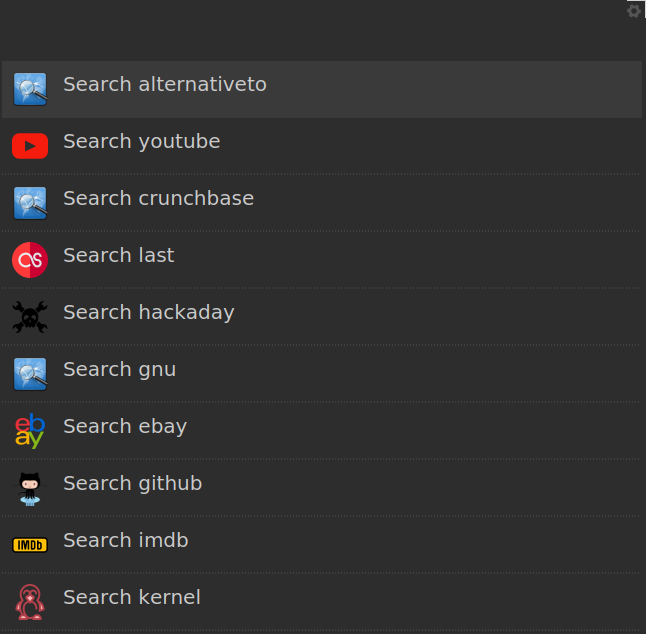 Search alternativeto
Search youtube
Search crunchbase
Search last
Search hackaday
Search gnu
Search ebay
Search github
IMDb Search imdb
Search kernel